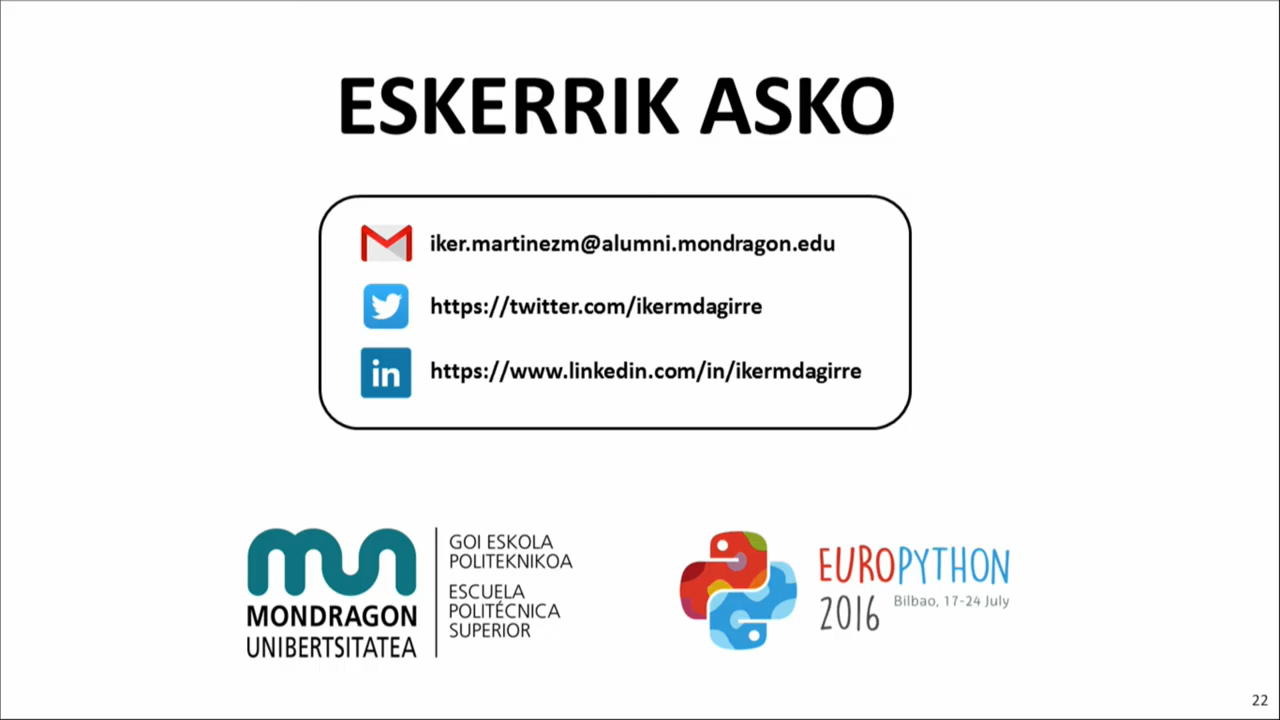 ESKERRIK ASKO
iker.martinezm@alumni.mondragon.edu
https://twitter.com/ikermdagirre
in
https://www.linkedin.com/in/ikermdagirre
MONDRAGON
UNIBERTSITATEA
GOI ESKOLA
POLITEKNIKOA
ESCUELA
POLITÉCNICA
SUPERIOR
EUROPYTHON
2016 Bilbao, 17-24 July
22